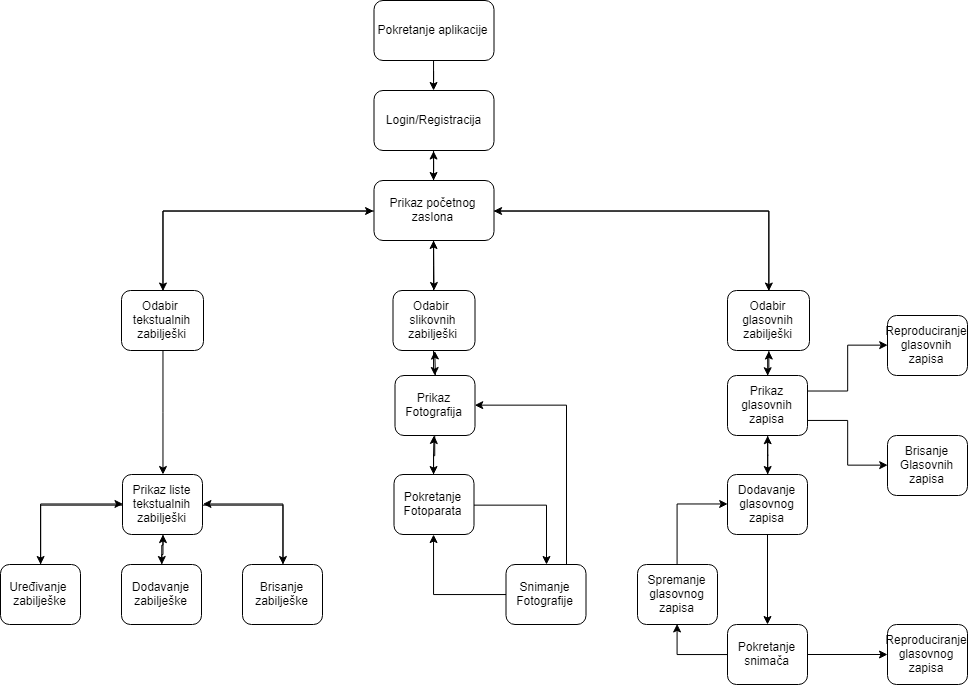 Pokretanje aplikacije
Login/Registracija
Prikaz početnog
zaslona
Odabir
tekstualnih
zabilješki
Odabir
slikovnih
zabilješki
Odabir
glasovnih
zabilješki
Reproduciranje
glasovnih
zapisa
Prikaz
Fotografija
Prikaz
glasovnih
zapisa
Brisanje
Glasovnih
zapisa
Prikaz liste
tekstualnih
zabilješki
Pokretanje
Fotoparata
Dodavanje
glasovnog
zapisa
Uređivanje
zabilješke
Dodavanje
zabilješke
Brisanje
zabilješke
Snimanje
Fotografije
Spremanje
glasovnog
zapisa
Pokretanje
snimača
Reproduciranje
glasovnog
zapisa